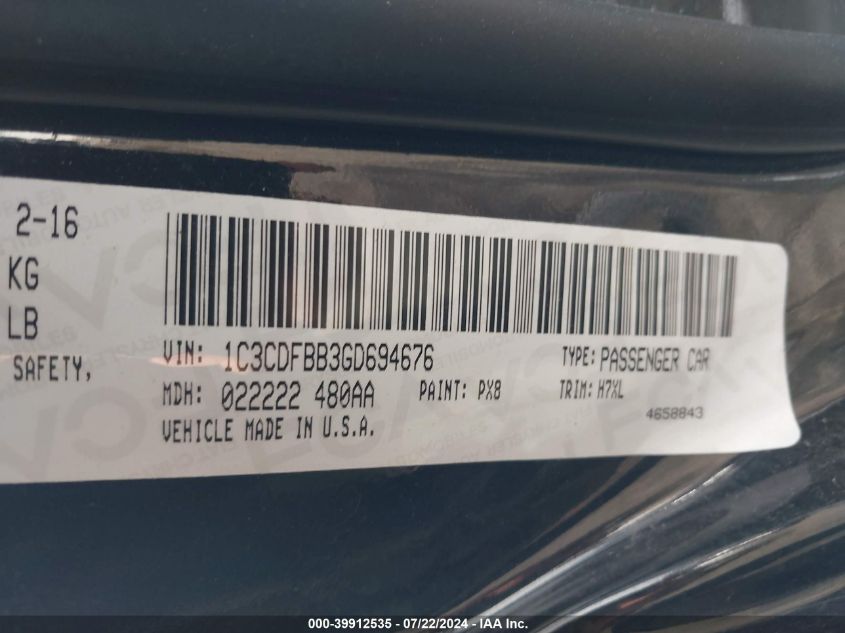 2-16
KG
LB
SAFETY,
VIN: 1C3CDFBB3GD694676 TYPE: PASSENGER CAR
MDH: 022222 480AA PAINT: PX8 TRIM: H7XL
VEHICLE MADE IN U.S.A. 4658843
000-39912535 - 07/22/2024 - IAA Inc.